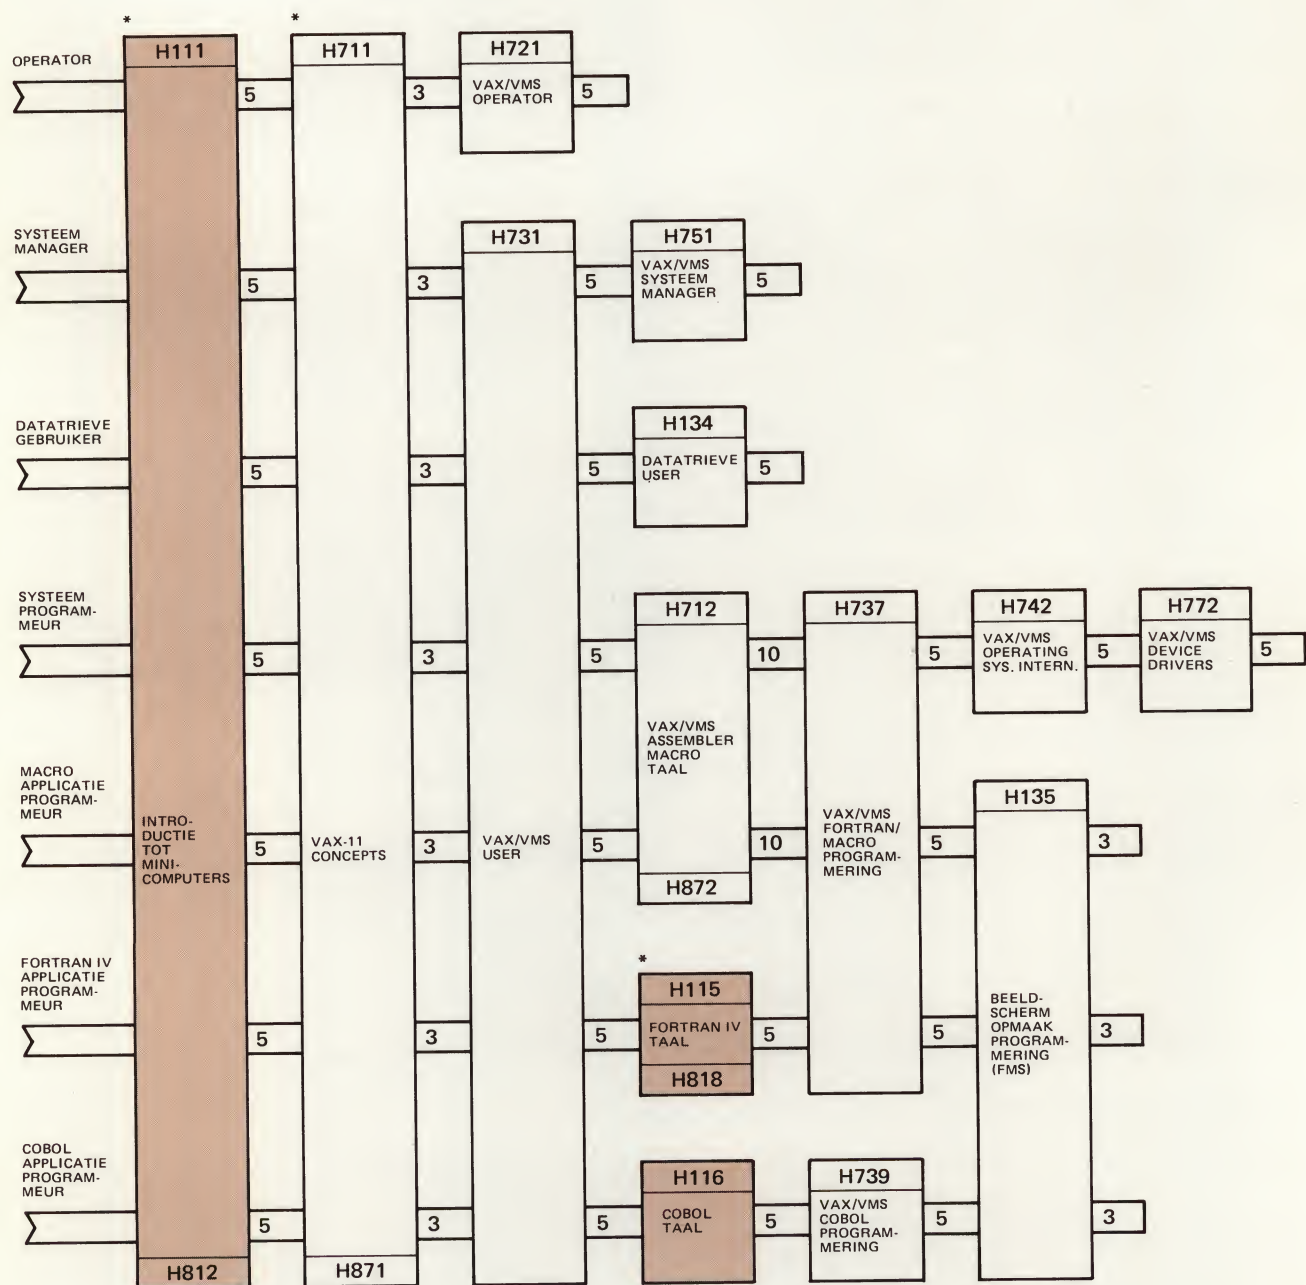 * *
H111 H711 H721
OPERATOR
5 3 VAX/VMS 5
OPERATOR
SYSTEEM
MANAGER
H731 H751
5 3 5 VAX/VMS 5
SYSTEEM
MANAGER
DATATRIEVE
GEBRUIKER
H134
5 3 5 DATATRIEVE 5
USER
SYSTEEM
PROGRAM-
MEUR
H712 H737 H742 H772
5 3 5 10 5 VAX/VMS 5 VAX/VMS 5
OPERATING DEVICE
SYS. INTERN. DRIVERS
VAX/VMS
ASSEMBLER
MACRO
TAAL
MACRO
APPLICATIE
PROGRAM-
MEUR
H135
INTRO-
DUCTIE
TOT
MINI-
COMPUTERS
5
VAX-11
CONCEPTS
3
VAX/VMS
USER
5
10
VAX/VMS
FORTRAN/
MACRO
PROGRAM-
MERING
5
3
H872
FORTRAN IV
APPLICATIE
PROGRAM-
MEUR
*
H115
5 3 5 FORTRAN IV 5 5
TAAL
H818
BEELD-
SCHERM
OPMAAK
PROGRAM-
MERING
(FMS)
3
COBOL
APPLICATIE
PROGRAM-
MEUR
H116 H739
5 3 5 COBOL 5 VAX/VMS 5 3
TAAL COBOL
PROGRAM-
MERING
H812 H871